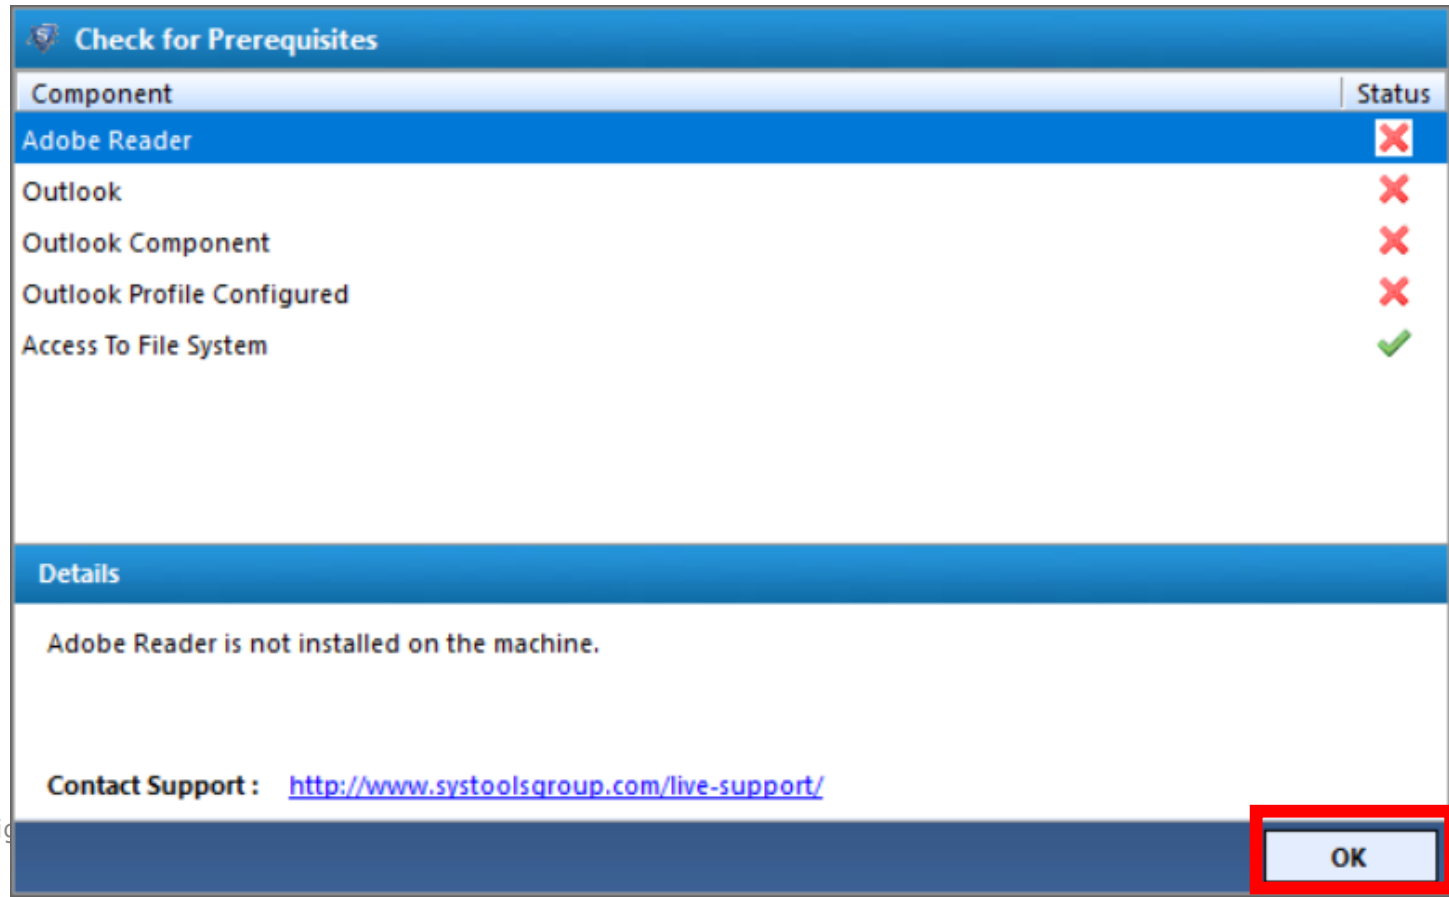 Check for Prerequisites
Component Status
Adobe Reader
Outlook
Outlook Component
Outlook Profile Configured
Access To File System
Details
Adobe Reader is not installed on the machine.
Contact Support : http://www.systoolsgroup.com/live-support/
OK